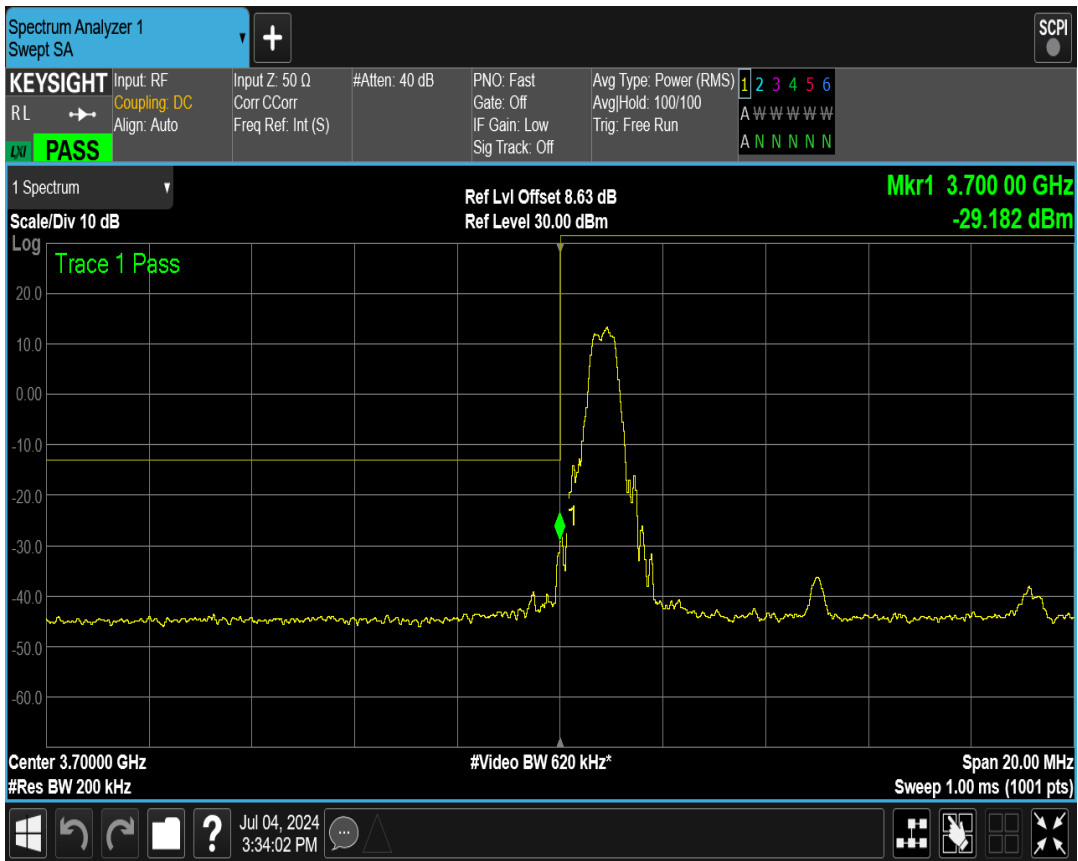 Spectrum Analyzer 1
Swept SA
SCPI
KEYSIGHT
R L
LXI
PASS
Input: RF
Coupling: DC
Align: Auto
Input Z: 50 Ω
Corr CCorr
Freq Ref: Int (S)
#Atten: 40 dB
PNO: Fast
Gate: Off
IF Gain: Low
Sig Track: Off
Avg Type: Power (RMS)
Avg|Hold: 100/100
Trig: Free Run
1 2 3 4 5 6
A W W W W W
A N N N N N
1 Spectrum
Scale/Div 10 dB
Ref Lvl Offset 8.63 dB
Ref Level 30.00 dBm
Mkr1 3.700 00 GHz
-29.182 dBm
Log
Trace 1 Pass
20.0
10.0
0.00
-10.0
-20.0
1
-30.0
-40.0
-50.0
-60.0
Center 3.70000 GHz
#Video BW 620 kHz*
Span 20.00 MHz
#Res BW 200 kHz
Sweep 1.00 ms (1001 pts)
?
Jul 04, 2024
3:34:02 PM